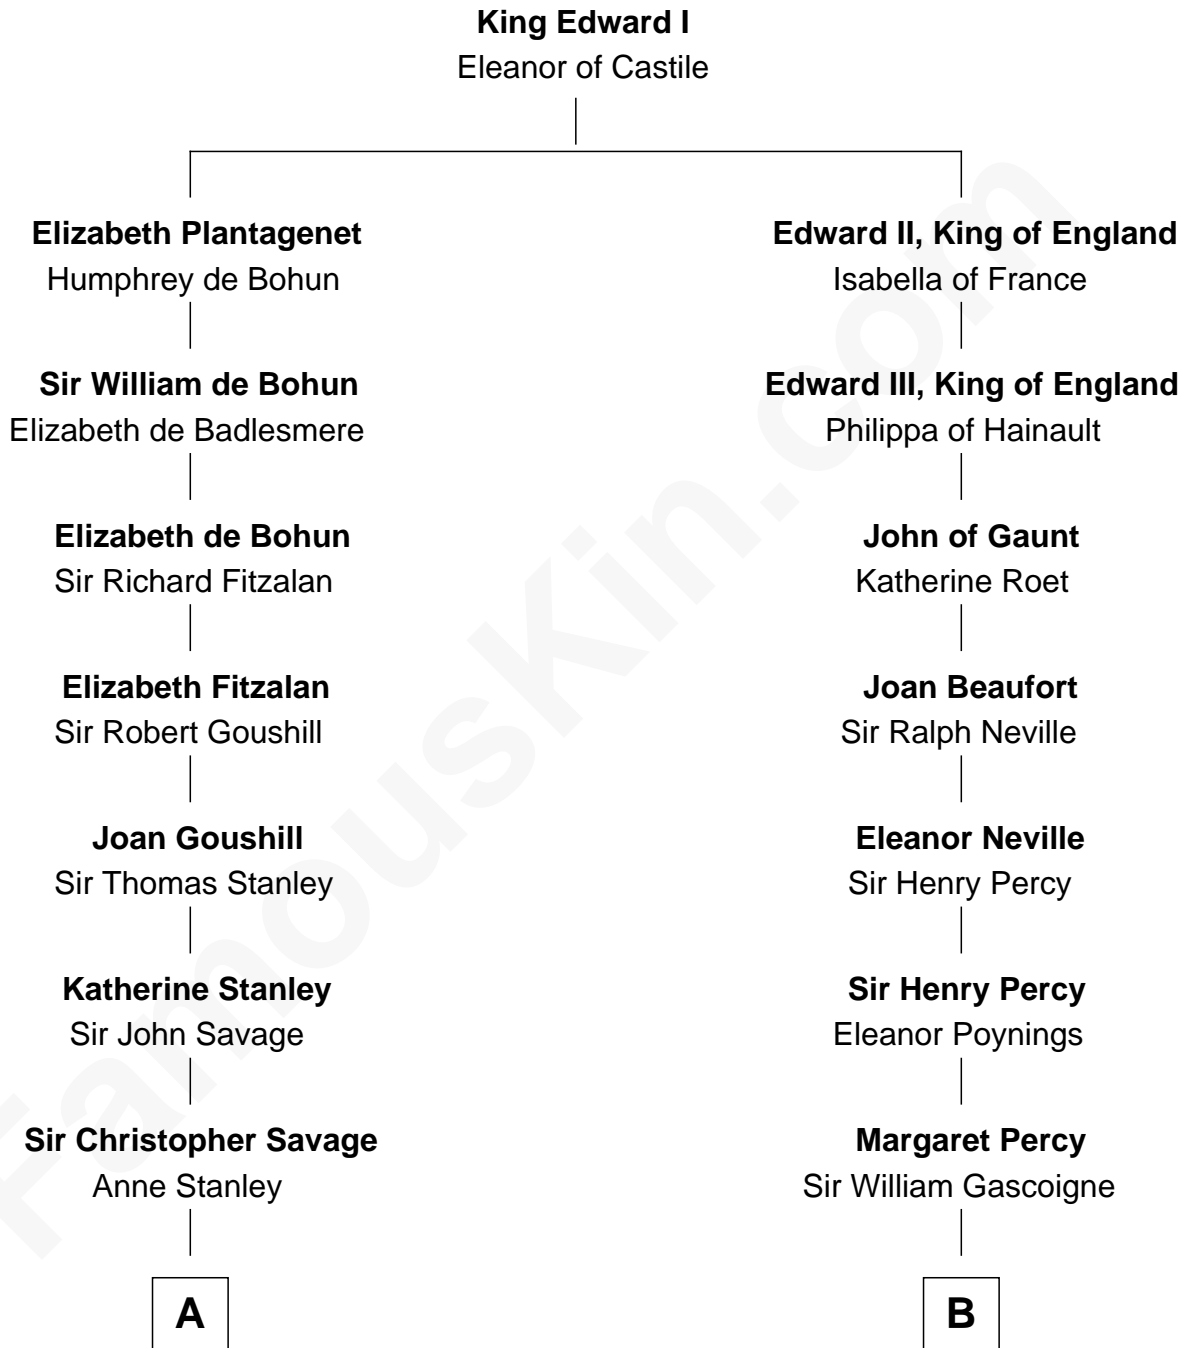 King Edward I
Eleanor of Castile
Elizabeth Plantagenet
Humphrey de Bohun
Edward II, King of England
Isabella of France
Sir William de Bohun
Elizabeth de Badlesmere
Edward III, King of England
Philippa of Hainault
Elizabeth de Bohun
Sir Richard Fitzalan
John of Gaunt
Katherine Roet
Elizabeth Fitzalan
Sir Robert Goushill
Joan Beaufort
Sir Ralph Neville
Joan Goushill
Sir Thomas Stanley
Eleanor Neville
Sir Henry Percy
Katherine Stanley
Sir John Savage
Sir Henry Percy
Eleanor Poynings
Sir Christopher Savage
Anne Stanley
Margaret Percy
Sir William Gascoigne
A
B
FamousKin.com